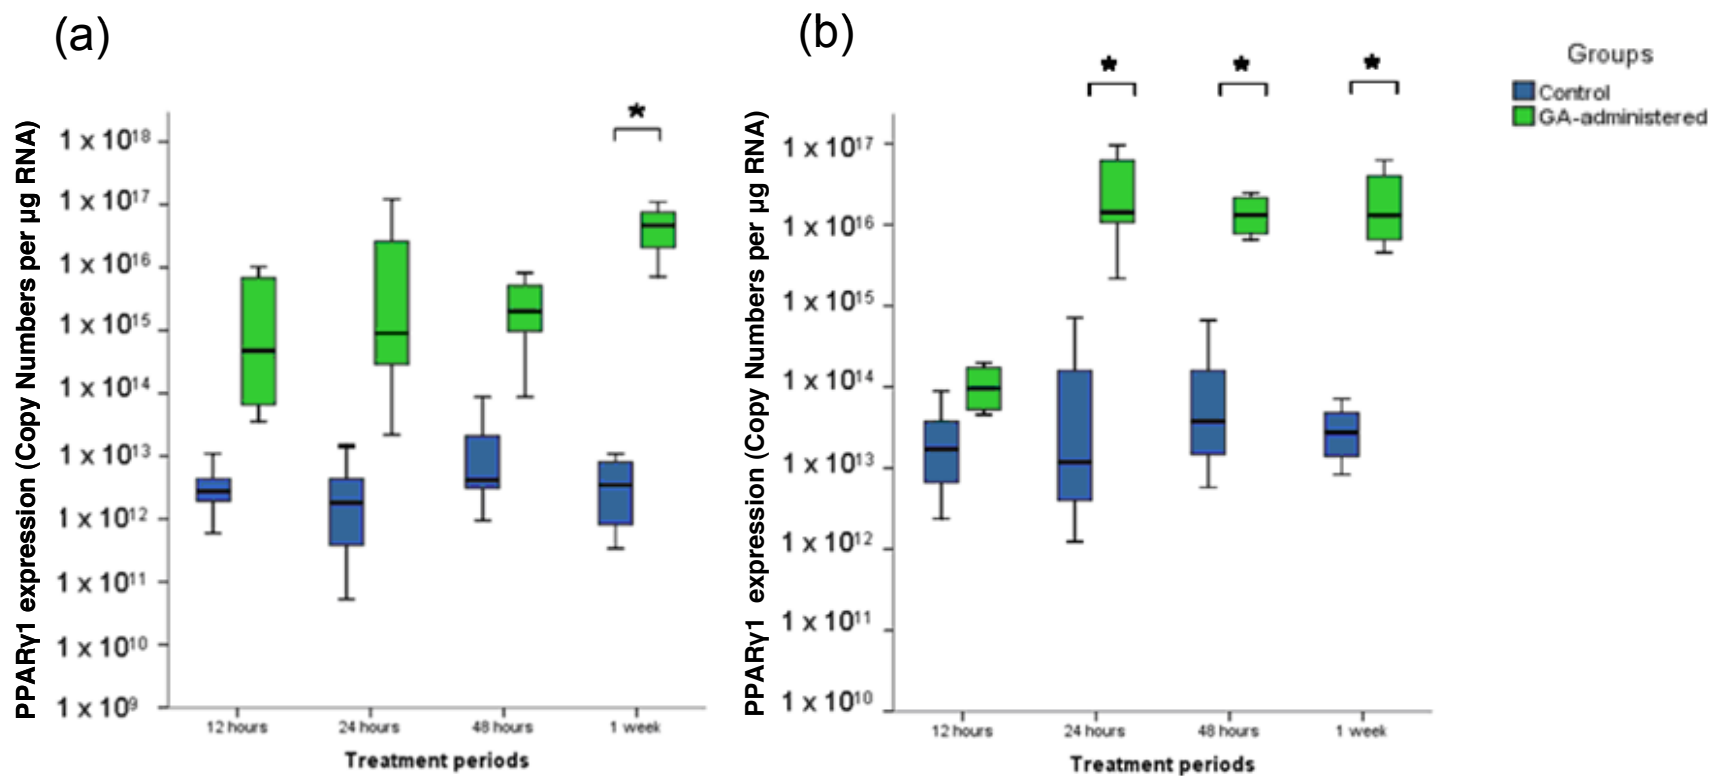 (a)
PPARγ1 expression (Copy Numbers per µg RNA)
1 x 10¹⁸
1 x 10¹⁷
1 x 10¹⁶
1 x 10¹⁵
1 x 10¹⁴
1 x 10¹³
1 x 10¹²
1 x 10¹¹
1 x 10¹⁰
1 x 10⁹
*
12 hours
24 hours
48 hours
1 week
Treatment periods
(b)
PPARγ1 expression (Copy Numbers per µg RNA)
1 x 10¹⁷
1 x 10¹⁶
1 x 10¹⁵
1 x 10¹⁴
1 x 10¹³
1 x 10¹²
1 x 10¹¹
1 x 10¹⁰
* * *
12 hours
24 hours
48 hours
1 week
Treatment periods
Groups
Control
GA-administered